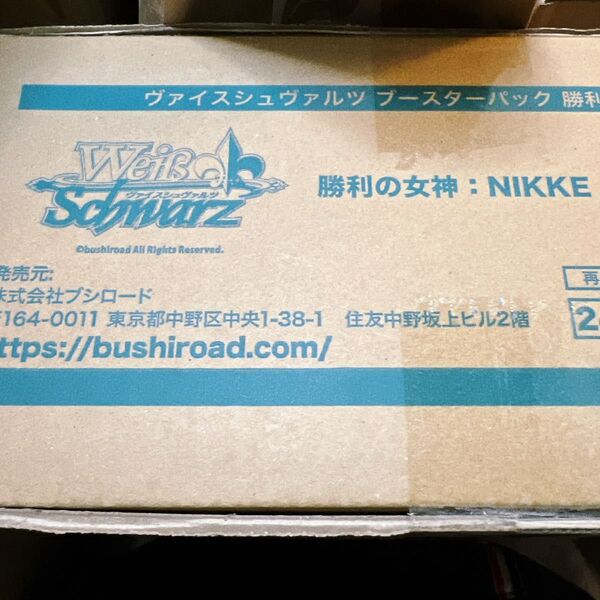 ヴァイスシュヴァルツ ブースターパック 勝利
Weiß
ヴァイスシュヴァルツ
Schwarz
勝利の女神：NIKKE
©bushiroad All Rights Reserved.
発売元:
株式会社ブシロード
再
〒164-0011 東京都中野区中央1-38-1 住友中野坂上ビル2階
2
https://bushiroad.com/